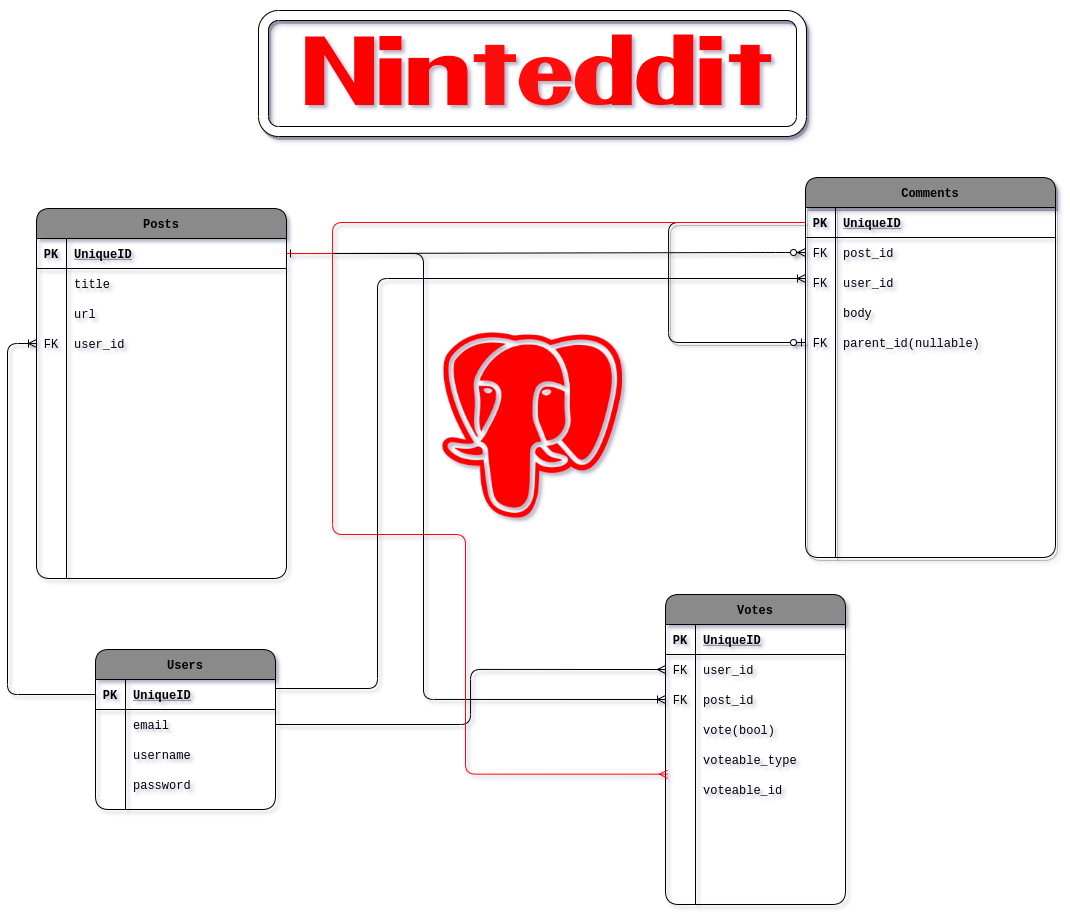 Ninteddit
Posts
PK UniqueID
title
url
FK user_id
Comments
PK UniqueID
FK post_id
FK user_id
body
FK parent_id(nullable)
Users
PK UniqueID
email
username
password
Votes
PK UniqueID
FK user_id
FK post_id
vote(bool)
voteable_type
voteable_id